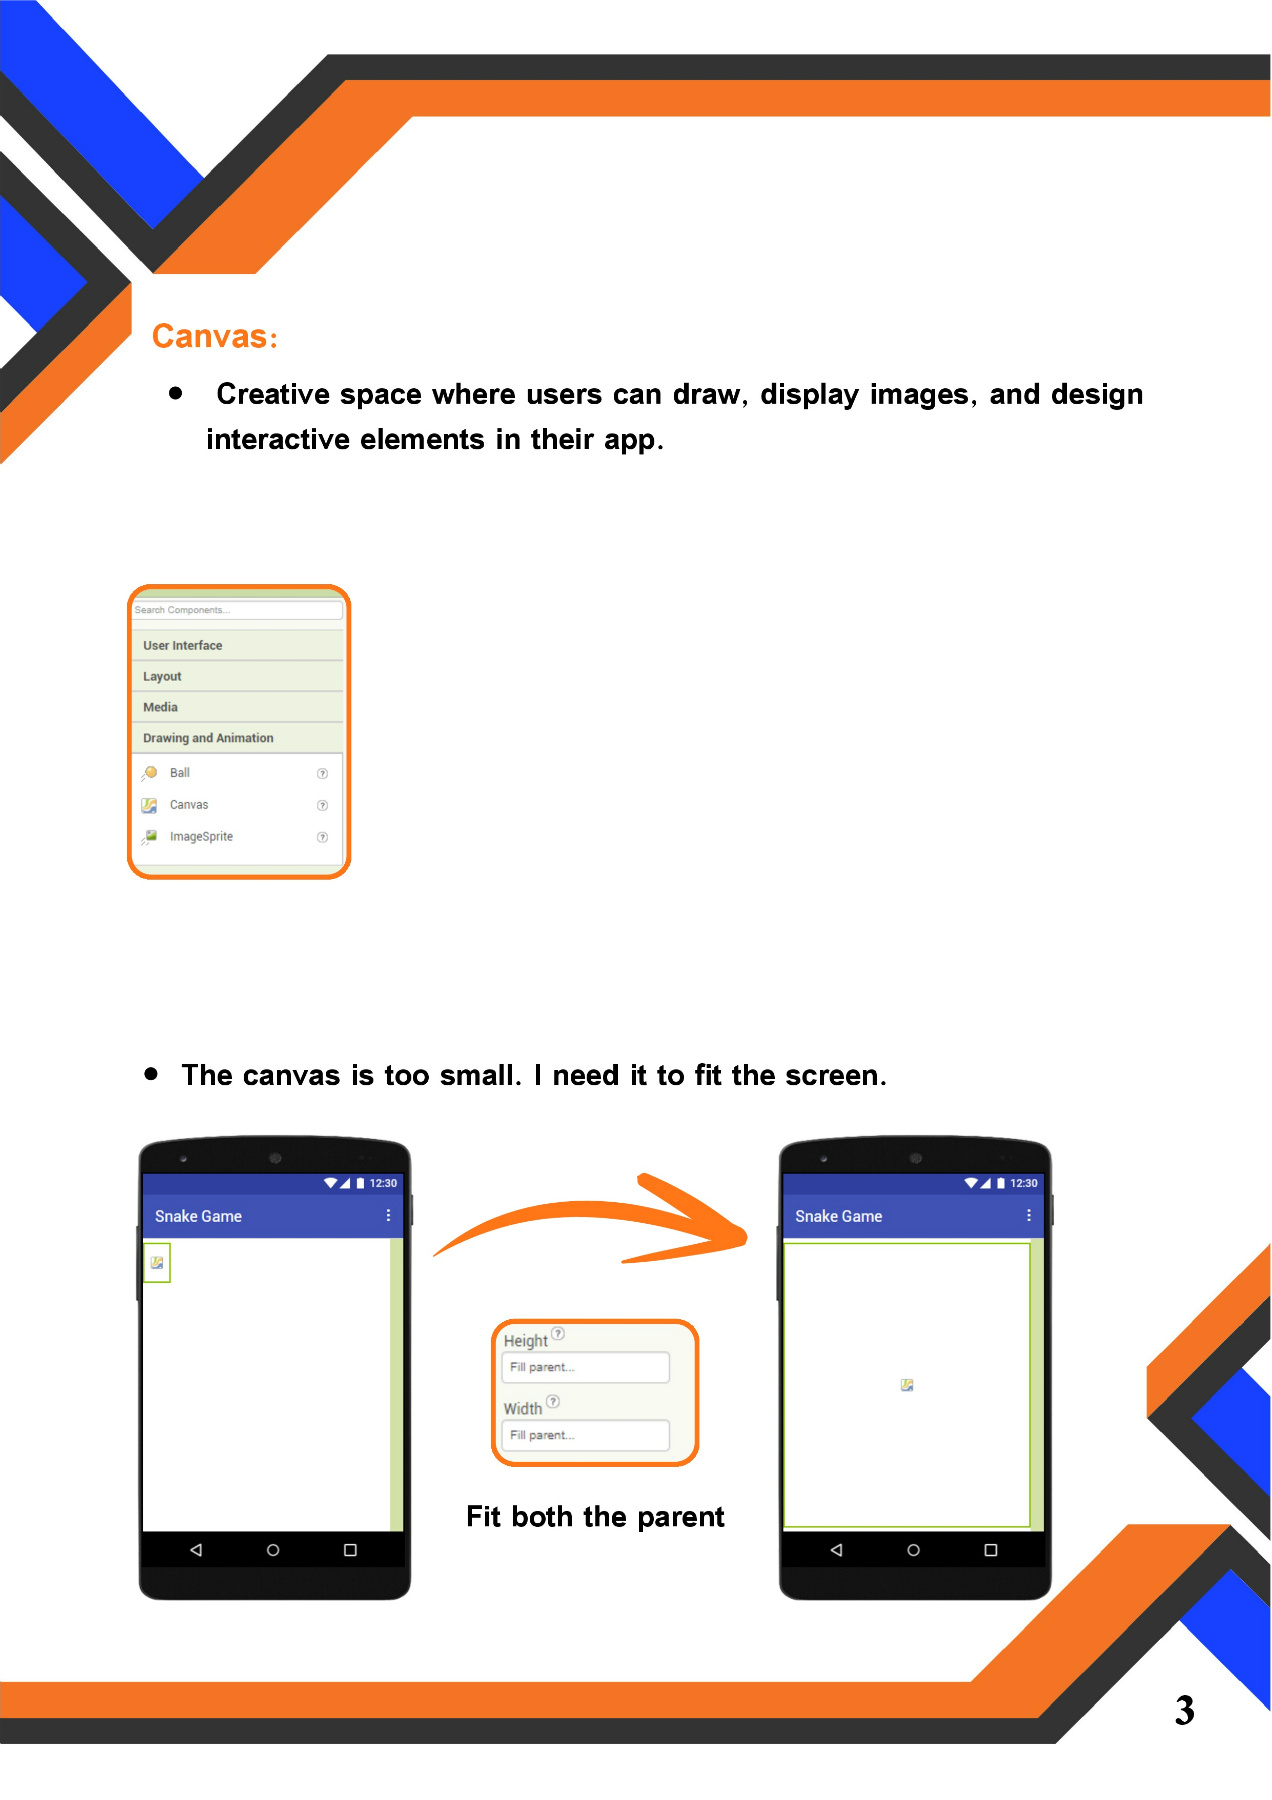 Canvas:
● Creative space where users can draw, display images, and design
interactive elements in their app.
Search Components...
User Interface
Layout
Media
Drawing and Animation
Ball ?
Canvas ?
ImageSprite ?
● The canvas is too small. I need it to fit the screen.
12:30
Snake Game
Height ?
Fill parent...
Width ?
Fill parent...
Fit both the parent
12:30
Snake Game
3